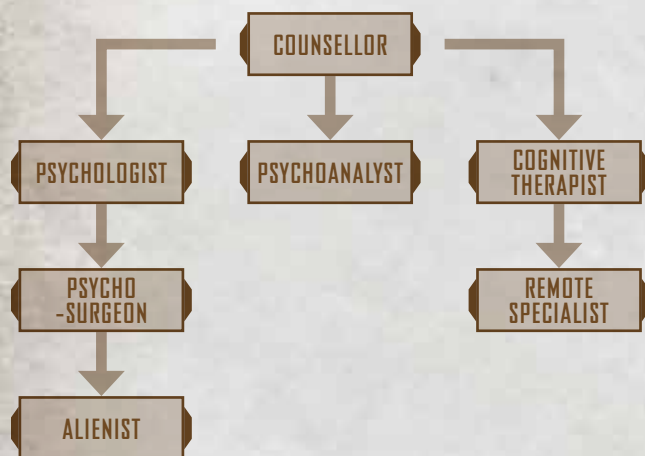 COUNSELLOR
PSYCHOLOGIST
PSYCHOANALYST
COGNITIVE
THERAPIST
PSYCHO
-SURGEON
REMOTE
SPECIALIST
ALIENIST